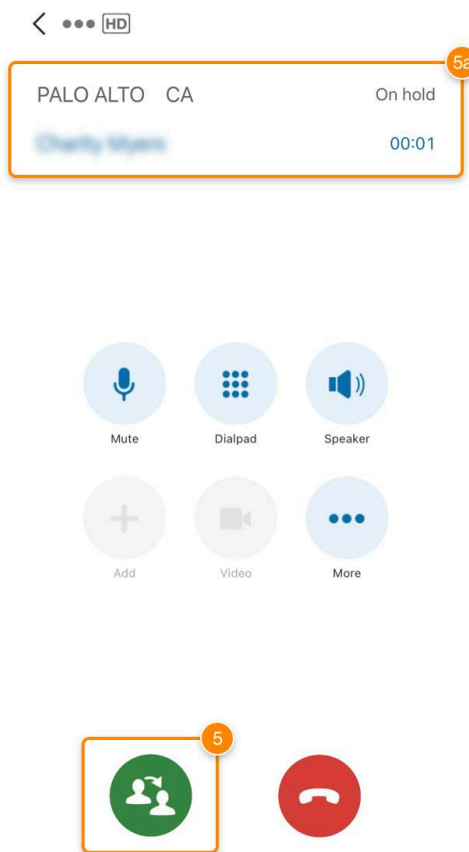 HD
5a
PALO ALTO CA On hold
00:01
Mute Dialpad Speaker
Add Video More
5